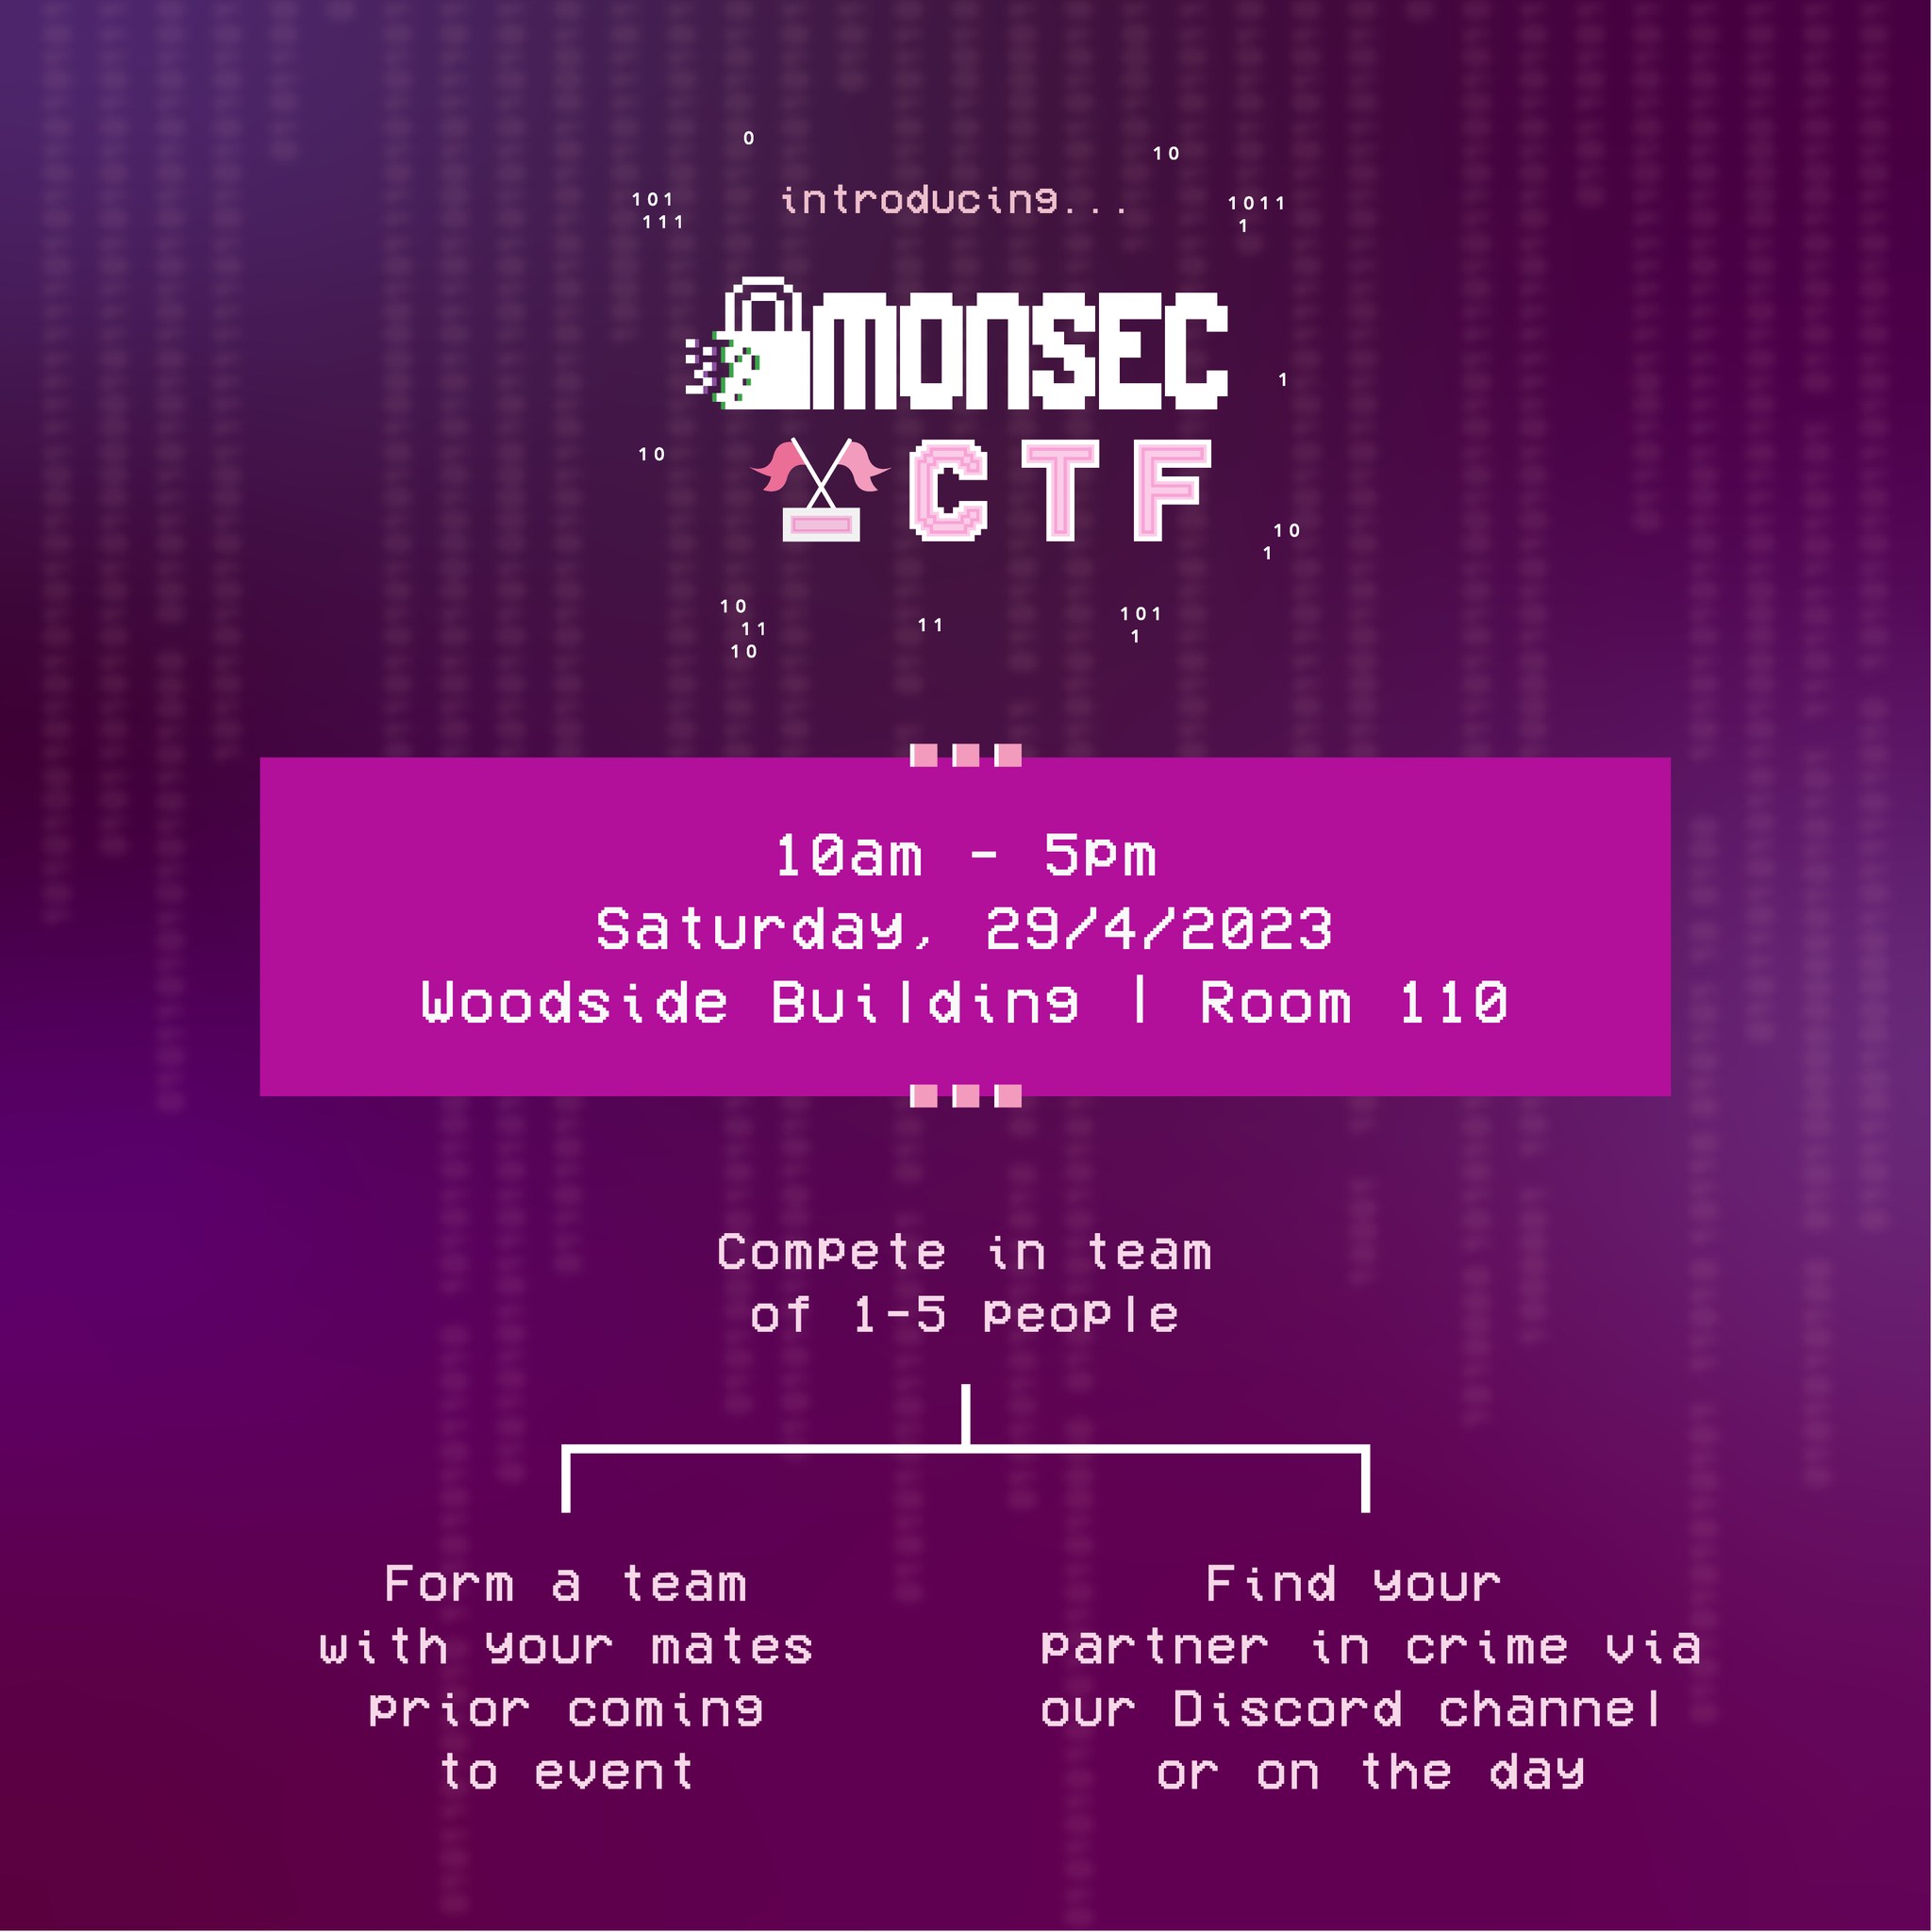 0
10
introducing...
101
111
1011
1
MONSEC
1
CTF
10
10
1
10
11
10
11
101
1
10am - 5pm
Saturday, 29/4/2023
Woodside Building | Room 110
Compete in team
of 1-5 people
Form a team
with your mates
prior coming
to event
Find your
partner in crime via
our Discord channel
or on the day